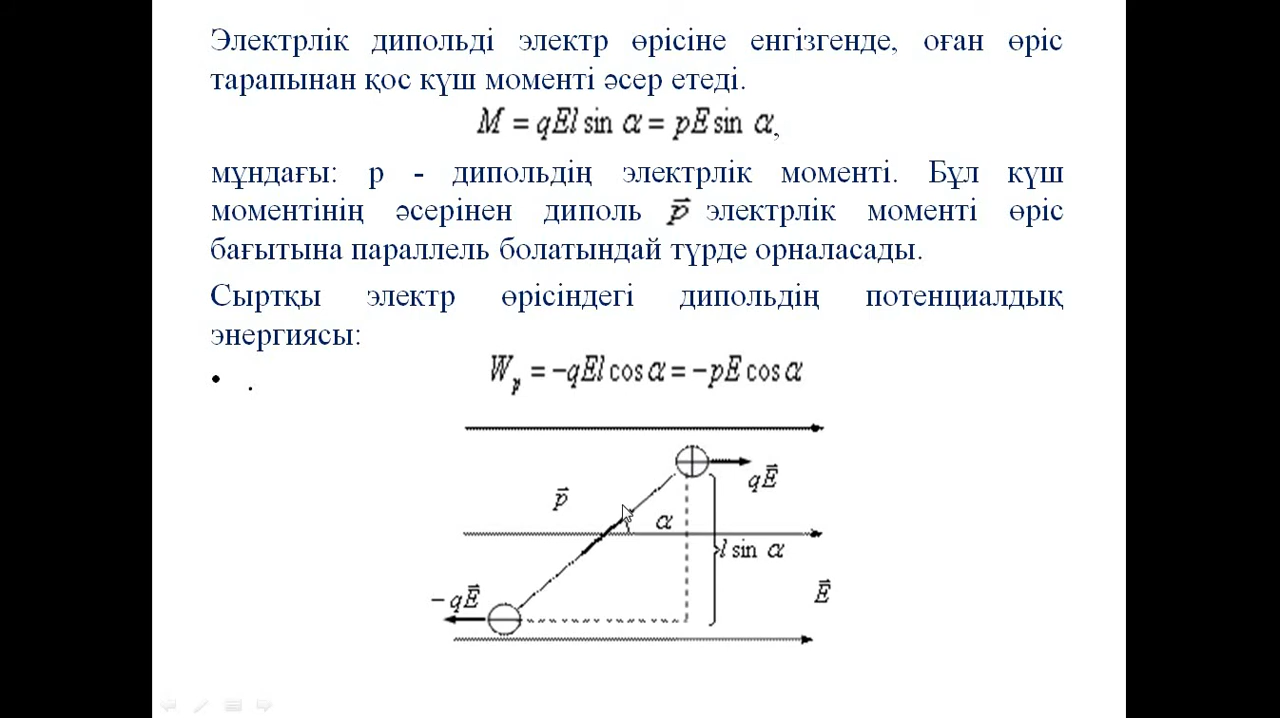 Электрлік дипольді электр өрісіне енгізгенде, оған өріс
тарапынан қос күш моменті әсер етеді.
M = qEl sin α = pE sin α,
мұндағы: р - дипольдің электрлік моменті. Бұл күш
моментінің әсерінен диполь p⃗ электрлік моменті өріс
бағытына параллель болатындай түрде орналасады.
Сыртқы электр өрісіндегі дипольдің потенциалдық
энергиясы:
W_p = −qEl cos α = −pE cos α
• .
qE⃗
p⃗
α
l sin α
E⃗
− qE⃗